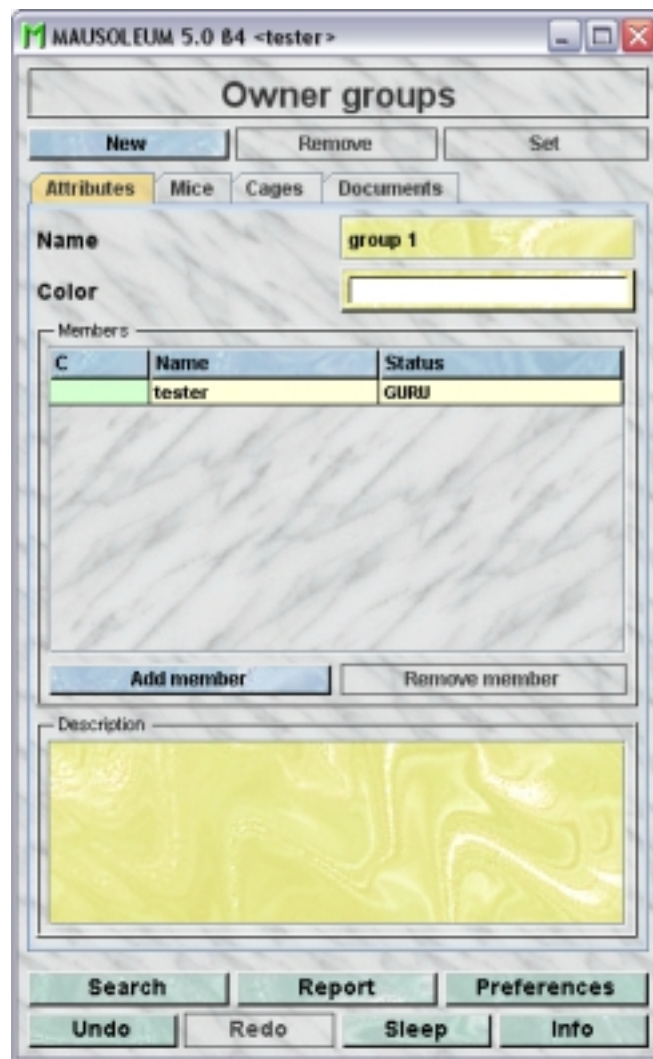 MAUSOLEUM 5.0 ß4 <tester>
Owner groups
New Remove Set
Attributes Mice Cages Documents
Name group 1
Color
Members
C Name Status
tester GURU
Add member Remove member
Description
Search Report Preferences
Undo Redo Sleep Info